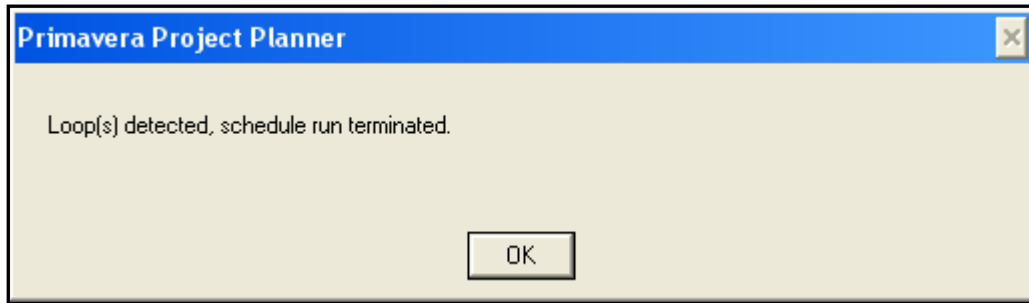 Primavera Project Planner
Loop(s) detected, schedule run terminated.
OK